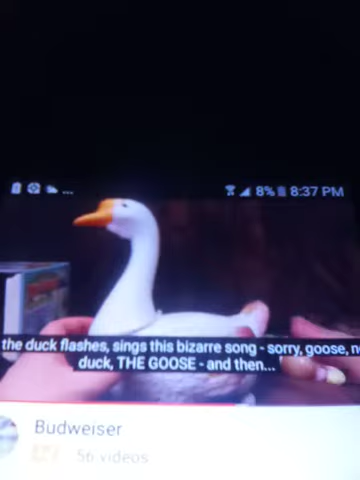 8% 8:37 PM
the duck flashes, sings this bizarre song - sorry, goose, n
duck, THE GOOSE - and then...
Budweiser
56 videos